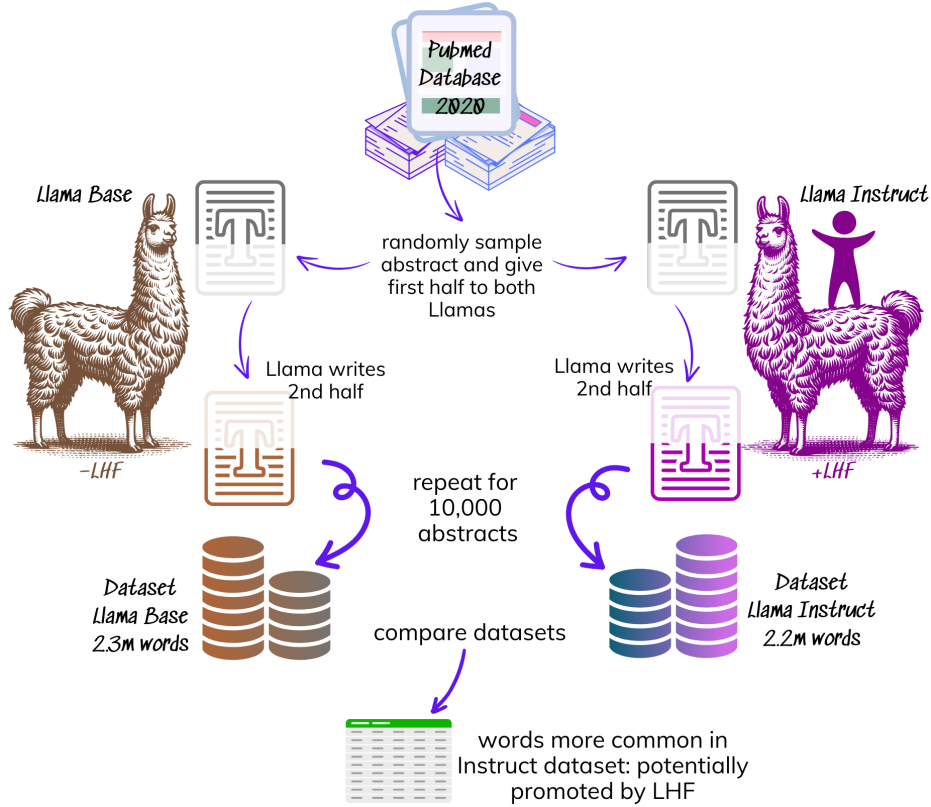 Pubmed
Database
2020
Llama Base
Llama Instruct
randomly sample
abstract and give
first half to both
Llamas
Llama writes
2nd half
Llama writes
2nd half
-LHF
+LHF
repeat for
10,000
abstracts
Dataset
Llama Base
2.3m words
Dataset
Llama Instruct
2.2m words
compare datasets
words more common in
Instruct dataset: potentially
promoted by LHF